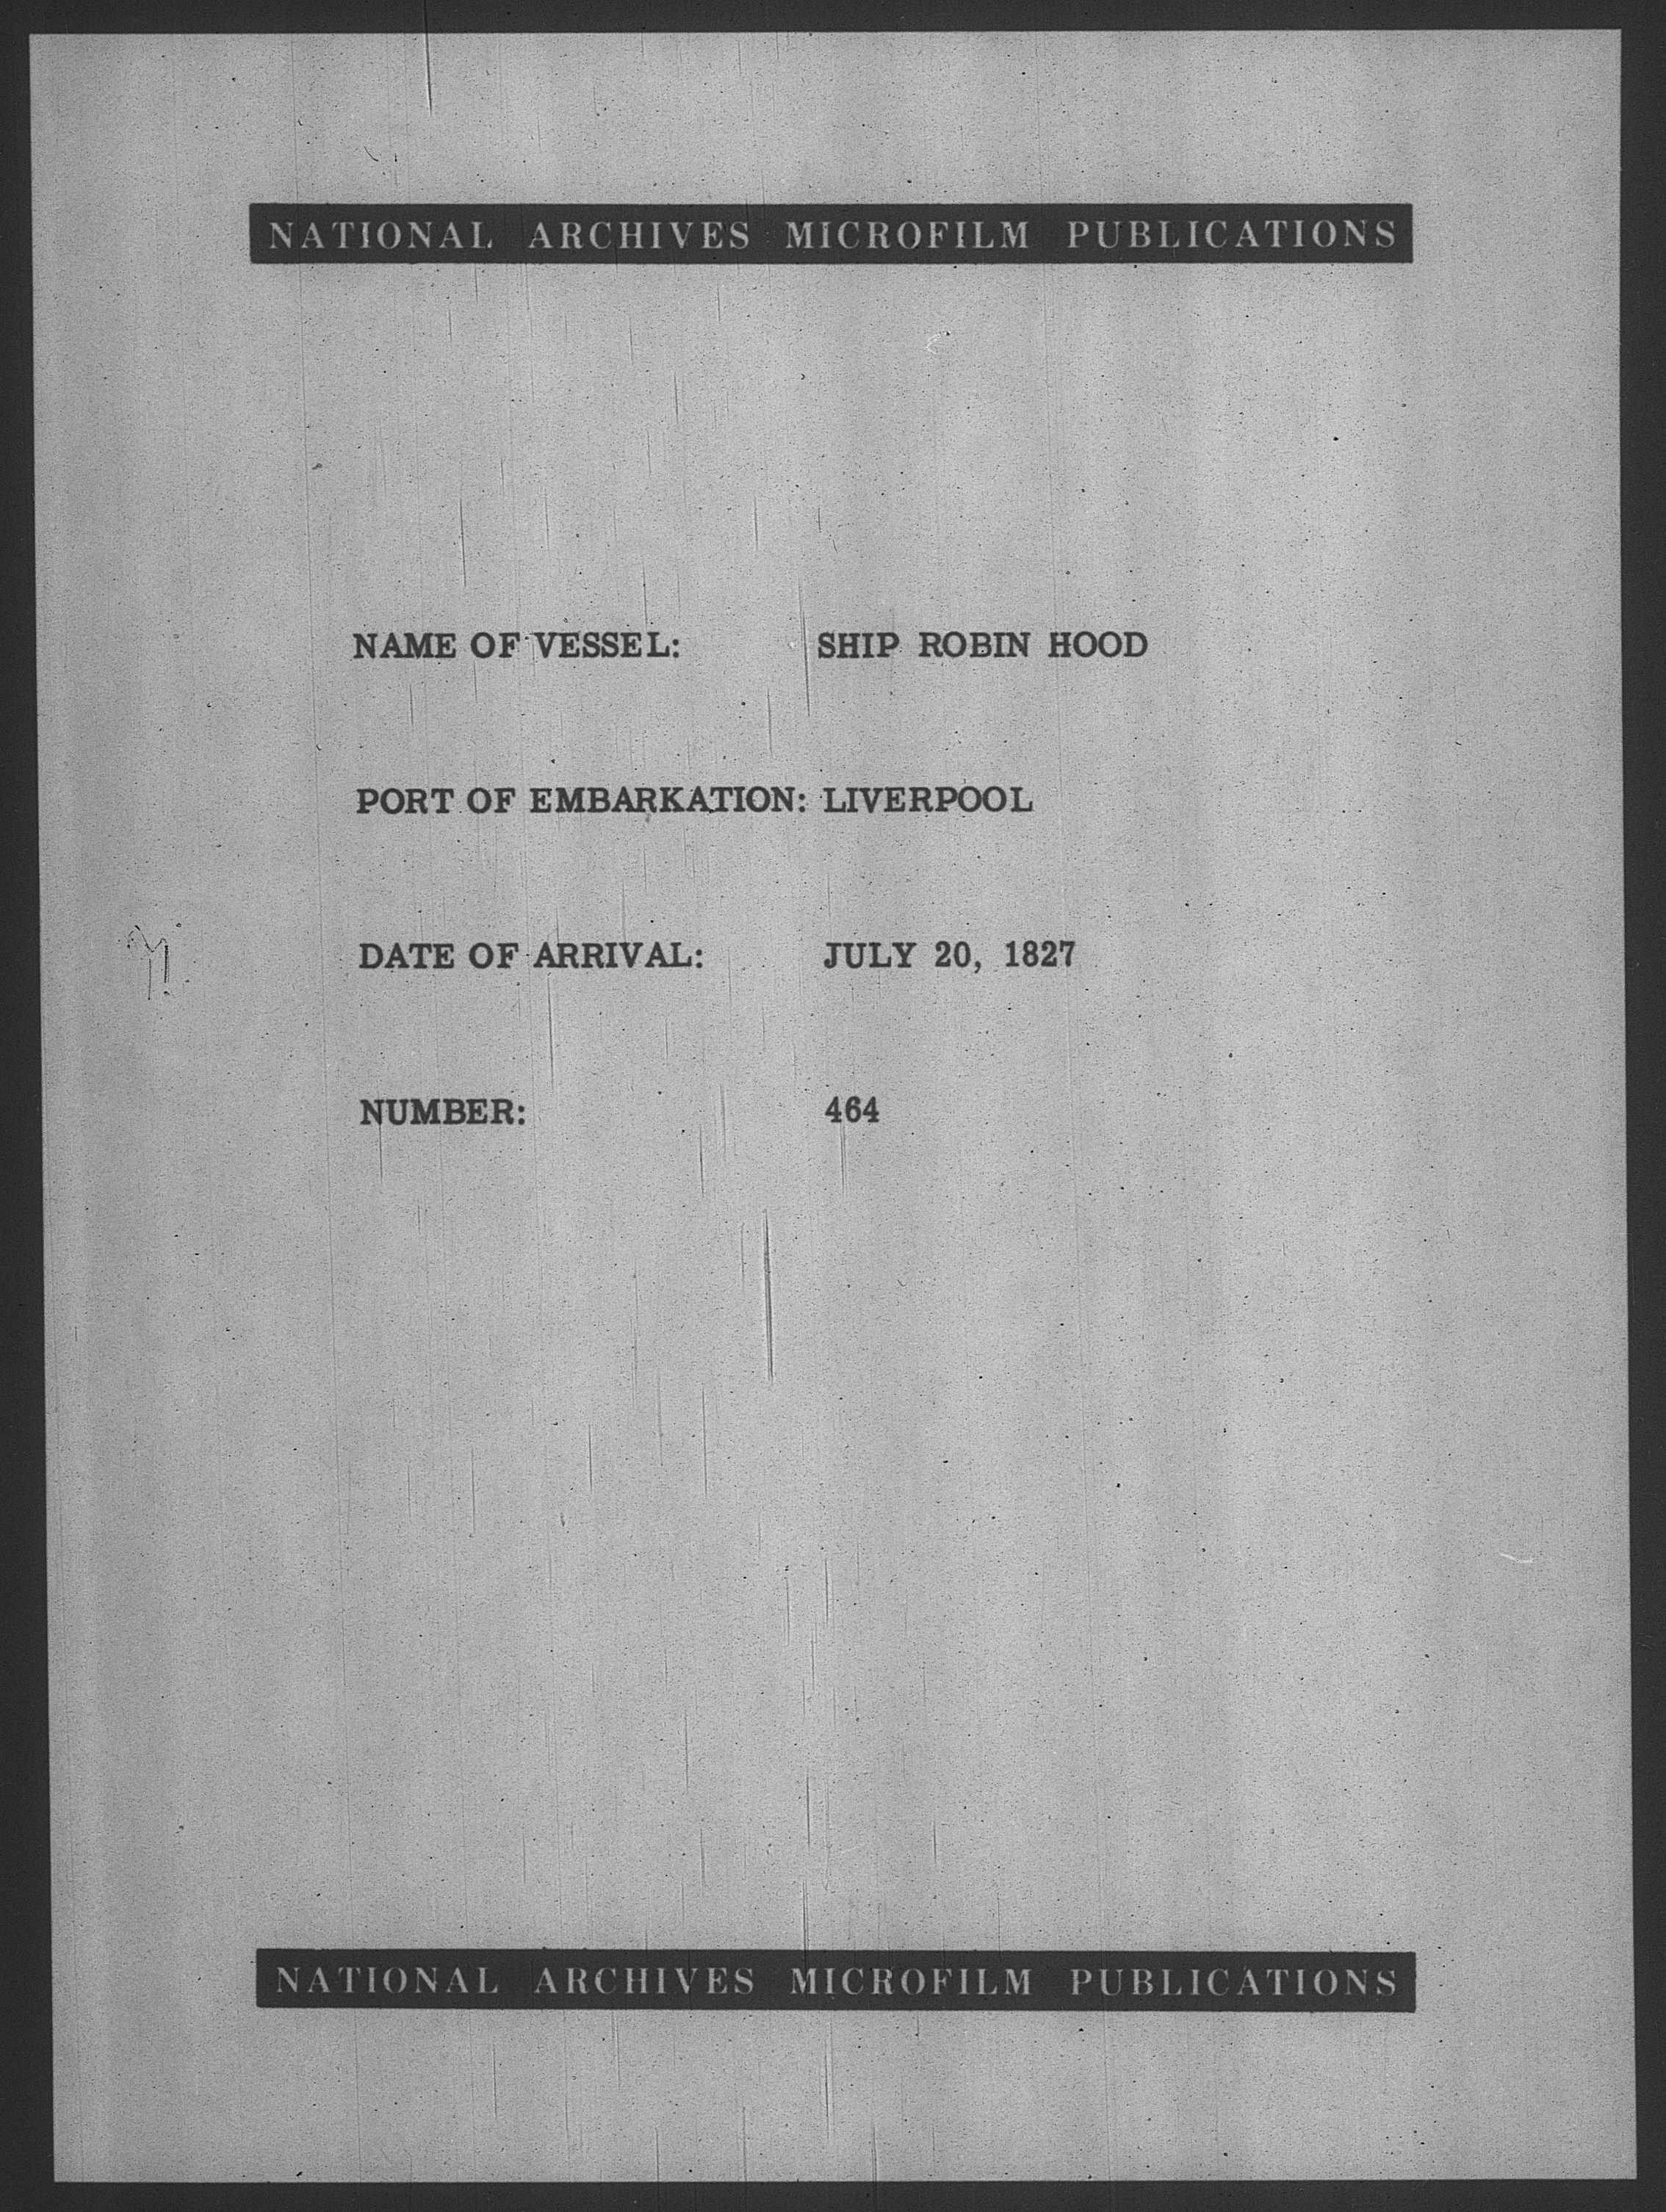 NATIONAL ARCHIVES MICROFILM PUBLICATIONS
NAME OF VESSEL: SHIP ROBIN HOOD
PORT OF EMBARKATION: LIVERPOOL
DATE OF ARRIVAL: JULY 20, 1827
NUMBER: 464
NATIONAL ARCHIVES MICROFILM PUBLICATIONS